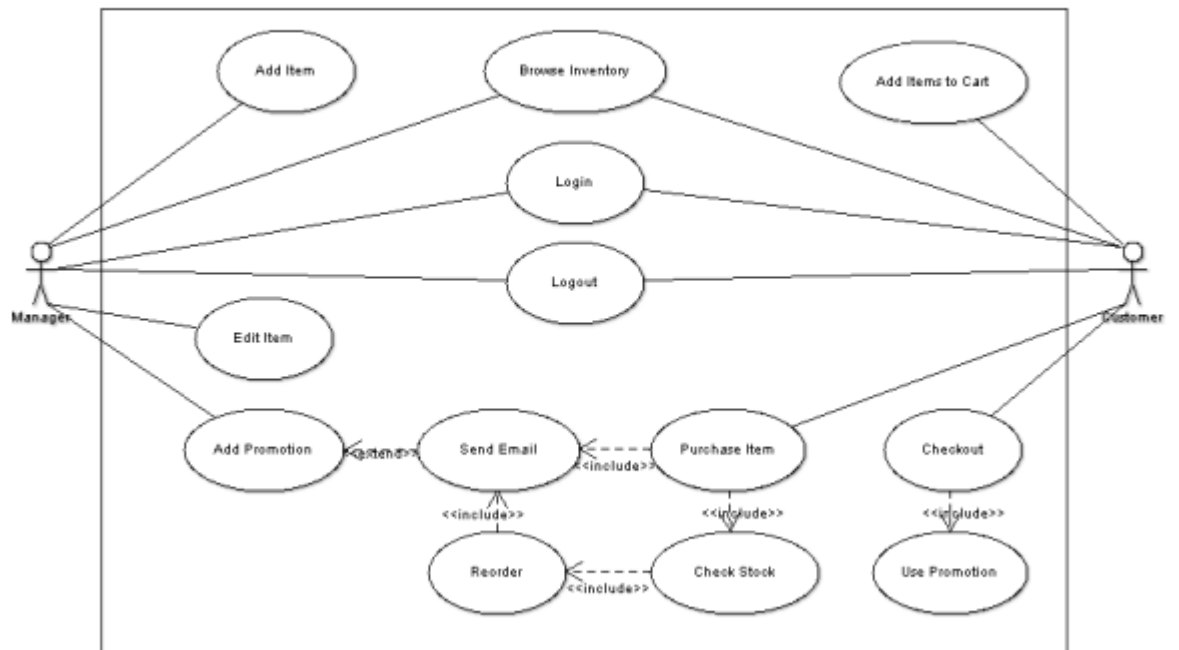 Add Item
Browse Inventory
Add Items to Cart
Login
Logout
Manager
Customer
Edit Item
Add Promotion
<<extend>>
Send Email
<<include>>
Purchase Item
Checkout
<<include>>
<<include>>
<<include>>
Reorder
<<include>>
Check Stock
Use Promotion